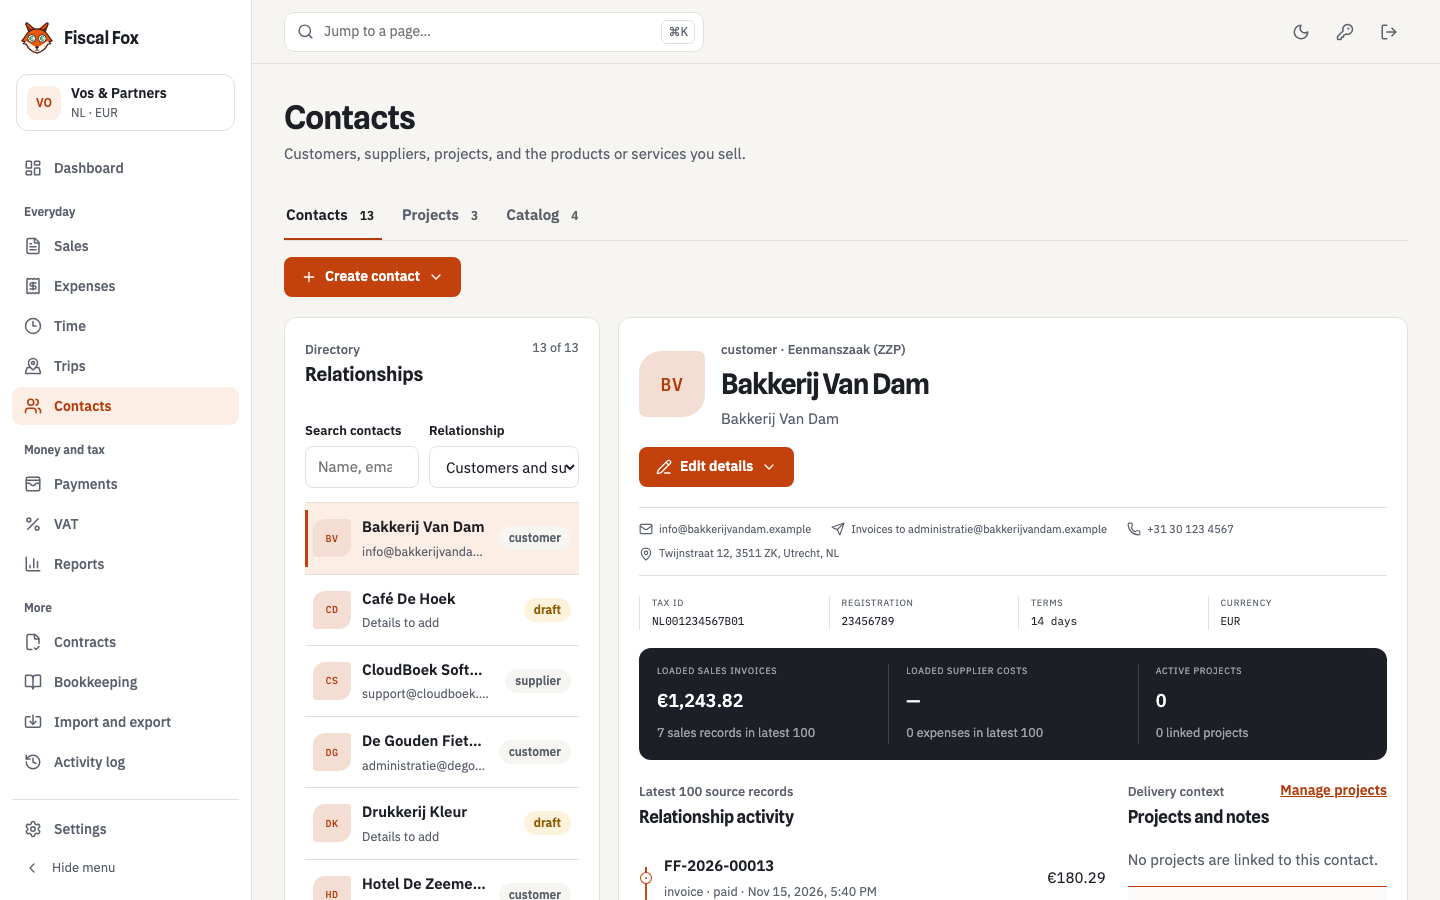 Fiscal Fox
VO
Vos & Partners
NL · EUR
Dashboard
Everyday
Sales
Expenses
Time
Trips
Contacts
Money and tax
Payments
VAT
Reports
More
Contracts
Bookkeeping
Import and export
Activity log
Settings
Hide menu
Jump to a page...
⌘K
Contacts
Customers, suppliers, projects, and the products or services you sell.
Contacts 13
Projects 3
Catalog 4
Create contact
Directory
13 of 13
Relationships
Search contacts
Relationship
Name, ema
Customers and su
BV
Bakkerij Van Dam
info@bakkerijvanda...
customer
CD
Café De Hoek
Details to add
draft
CS
CloudBoek Soft...
support@cloudboek....
supplier
DG
De Gouden Fiet...
administratie@dego...
customer
DK
Drukkerij Kleur
Details to add
draft
HD
Hotel De Zeeme...
customer
BV
customer · Eenmanszaak (ZZP)
Bakkerij Van Dam
Bakkerij Van Dam
Edit details
info@bakkerijvandam.example
Invoices to administratie@bakkerijvandam.example
+31 30 123 4567
Twijnstraat 12, 3511 ZK, Utrecht, NL
TAX ID
NL001234567B01
REGISTRATION
23456789
TERMS
14 days
CURRENCY
EUR
LOADED SALES INVOICES
€1,243.82
7 sales records in latest 100
LOADED SUPPLIER COSTS
—
0 expenses in latest 100
ACTIVE PROJECTS
0
0 linked projects
Latest 100 source records
Relationship activity
FF-2026-00013
invoice · paid · Nov 15, 2026, 5:40 PM
€180.29
Delivery context
Manage projects
Projects and notes
No projects are linked to this contact.